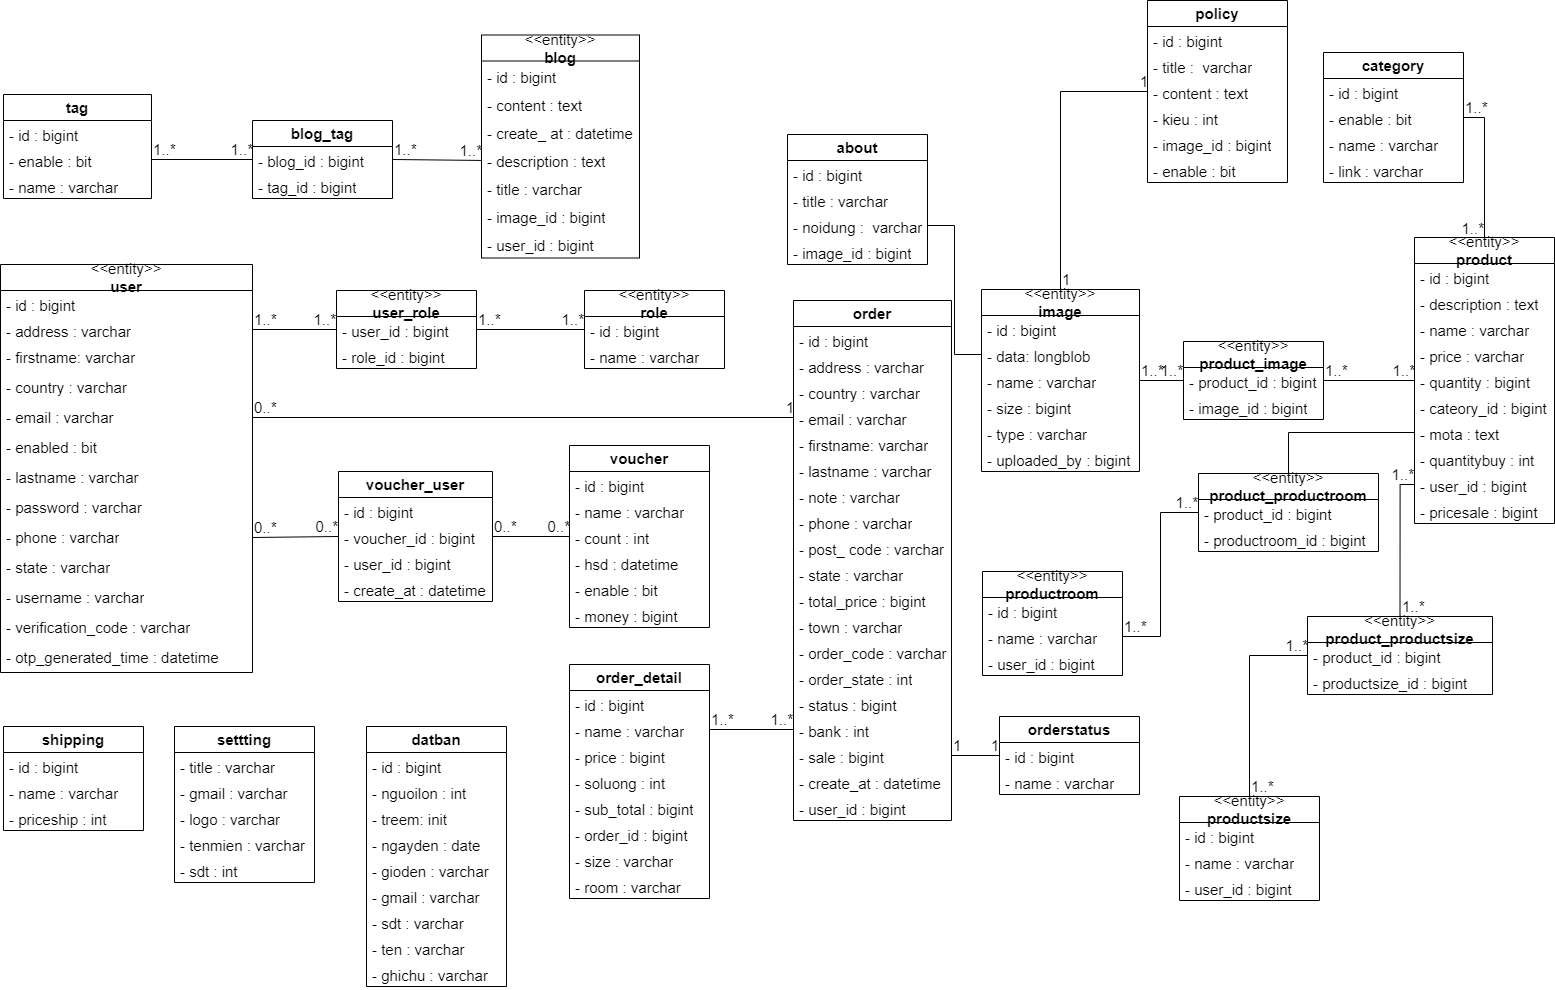 policy
- id : bigint
- title :  varchar
- content : text
- kieu : int
- image_id : bigint
- enable : bit
1
1
category
- id : bigint
- enable : bit
- name : varchar
- link : varchar
1..*
1..*
<<entity>>
blog
- id : bigint
- content : text
- create_ at : datetime
- description : text
- title : varchar
- image_id : bigint
- user_id : bigint
tag
- id : bigint
- enable : bit
- name : varchar
1..*
1..*
blog_tag
- blog_id : bigint
- tag_id : bigint
1..*
1..*
about
- id : bigint
- title : varchar
- noidung :  varchar
- image_id : bigint
<<entity>>
user
- id : bigint
- address : varchar
- firstname: varchar
- country : varchar
- email : varchar
- enabled : bit
- lastname : varchar
- password : varchar
- phone : varchar
- state : varchar
- username : varchar
- verification_code : varchar
- otp_generated_time : datetime
1..*
1..*
<<entity>>
user_role
- user_id : bigint
- role_id : bigint
1..*
1..*
<<entity>>
role
- id : bigint
- name : varchar
0..*
1
0..*
0..*
voucher_user
- id : bigint
- voucher_id : bigint
- user_id : bigint
- create_at : datetime
0..*
0..*
voucher
- id : bigint
- name : varchar
- count : int
- hsd : datetime
- enable : bit
- money : bigint
order
- id : bigint
- address : varchar
- country : varchar
- email : varchar
- firstname: varchar
- lastname : varchar
- note : varchar
- phone : varchar
- post_ code : varchar
- state : varchar
- total_price : bigint
- town : varchar
- order_code : varchar
- order_state : int
- status : bigint
- bank : int
- sale : bigint
- create_at : datetime
- user_id : bigint
<<entity>>
image
- id : bigint
- data: longblob
- name : varchar
- size : bigint
- type : varchar
- uploaded_by : bigint
1..*
1..*
<<entity>>
product_image
- product_id : bigint
- image_id : bigint
1..*
1..*
<<entity>>
product
- id : bigint
- description : text
- name : varchar
- price : varchar
- quantity : bigint
- cateory_id : bigint
- mota : text
- quantitybuy : int
- user_id : bigint
- pricesale : bigint
<<entity>>
product_productroom
- product_id : bigint
- productroom_id : bigint
1..*
1..*
<<entity>>
productroom
- id : bigint
- name : varchar
- user_id : bigint
1..*
1..*
<<entity>>
product_productsize
- product_id : bigint
- productsize_id : bigint
1..*
1..*
<<entity>>
productsize
- id : bigint
- name : varchar
- user_id : bigint
shipping
- id : bigint
- name : varchar
- priceship : int
settting
- title : varchar
- gmail : varchar
- logo : varchar
- tenmien : varchar
- sdt : int
datban
- id : bigint
- nguoilon : int
- treem: init
- ngayden : date
- gioden : varchar
- gmail : varchar
- sdt : varchar
- ten : varchar
- ghichu : varchar
order_detail
- id : bigint
- name : varchar
- price : bigint
- soluong : int
- sub_total : bigint
- order_id : bigint
- size : varchar
- room : varchar
1..*
1..*
1
1
orderstatus
- id : bigint
- name : varchar